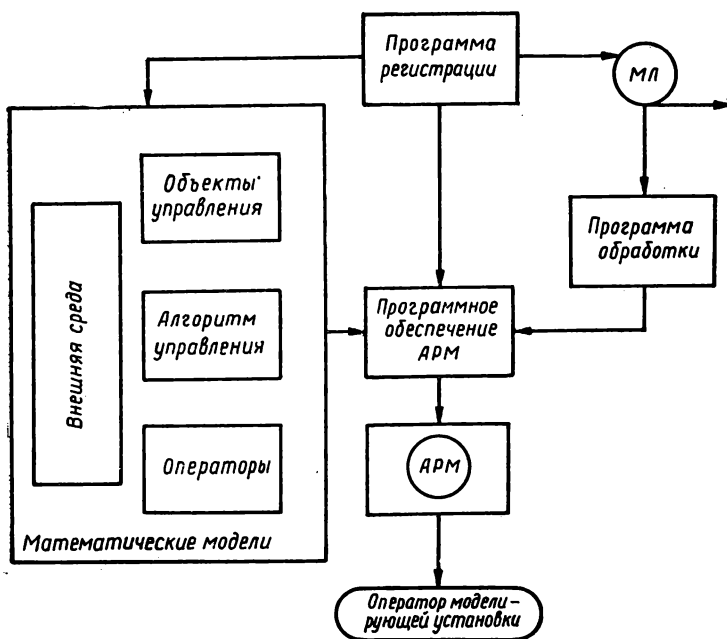 Программа
регистрации
МЛ
Объекты
управления
Внешняя среда
Алгоритм
управления
Операторы
Математические модели
Программное
обеспечение
АРМ
Программа
обработки
АРМ
Оператор модели-
рующей установки